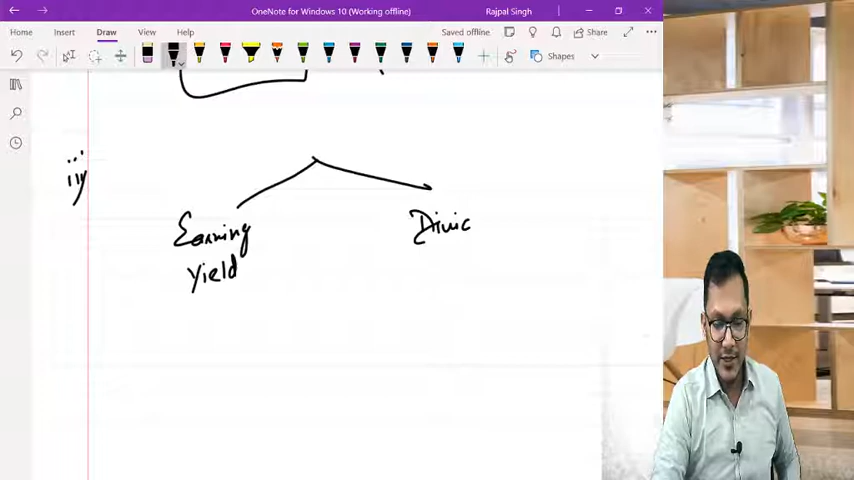 OneNote for Windows 10 (Working offline)
Rajpal Singh
Home Insert Draw View Help
Saved offline
Share
Shapes
iii)
Earning Divic
Yield